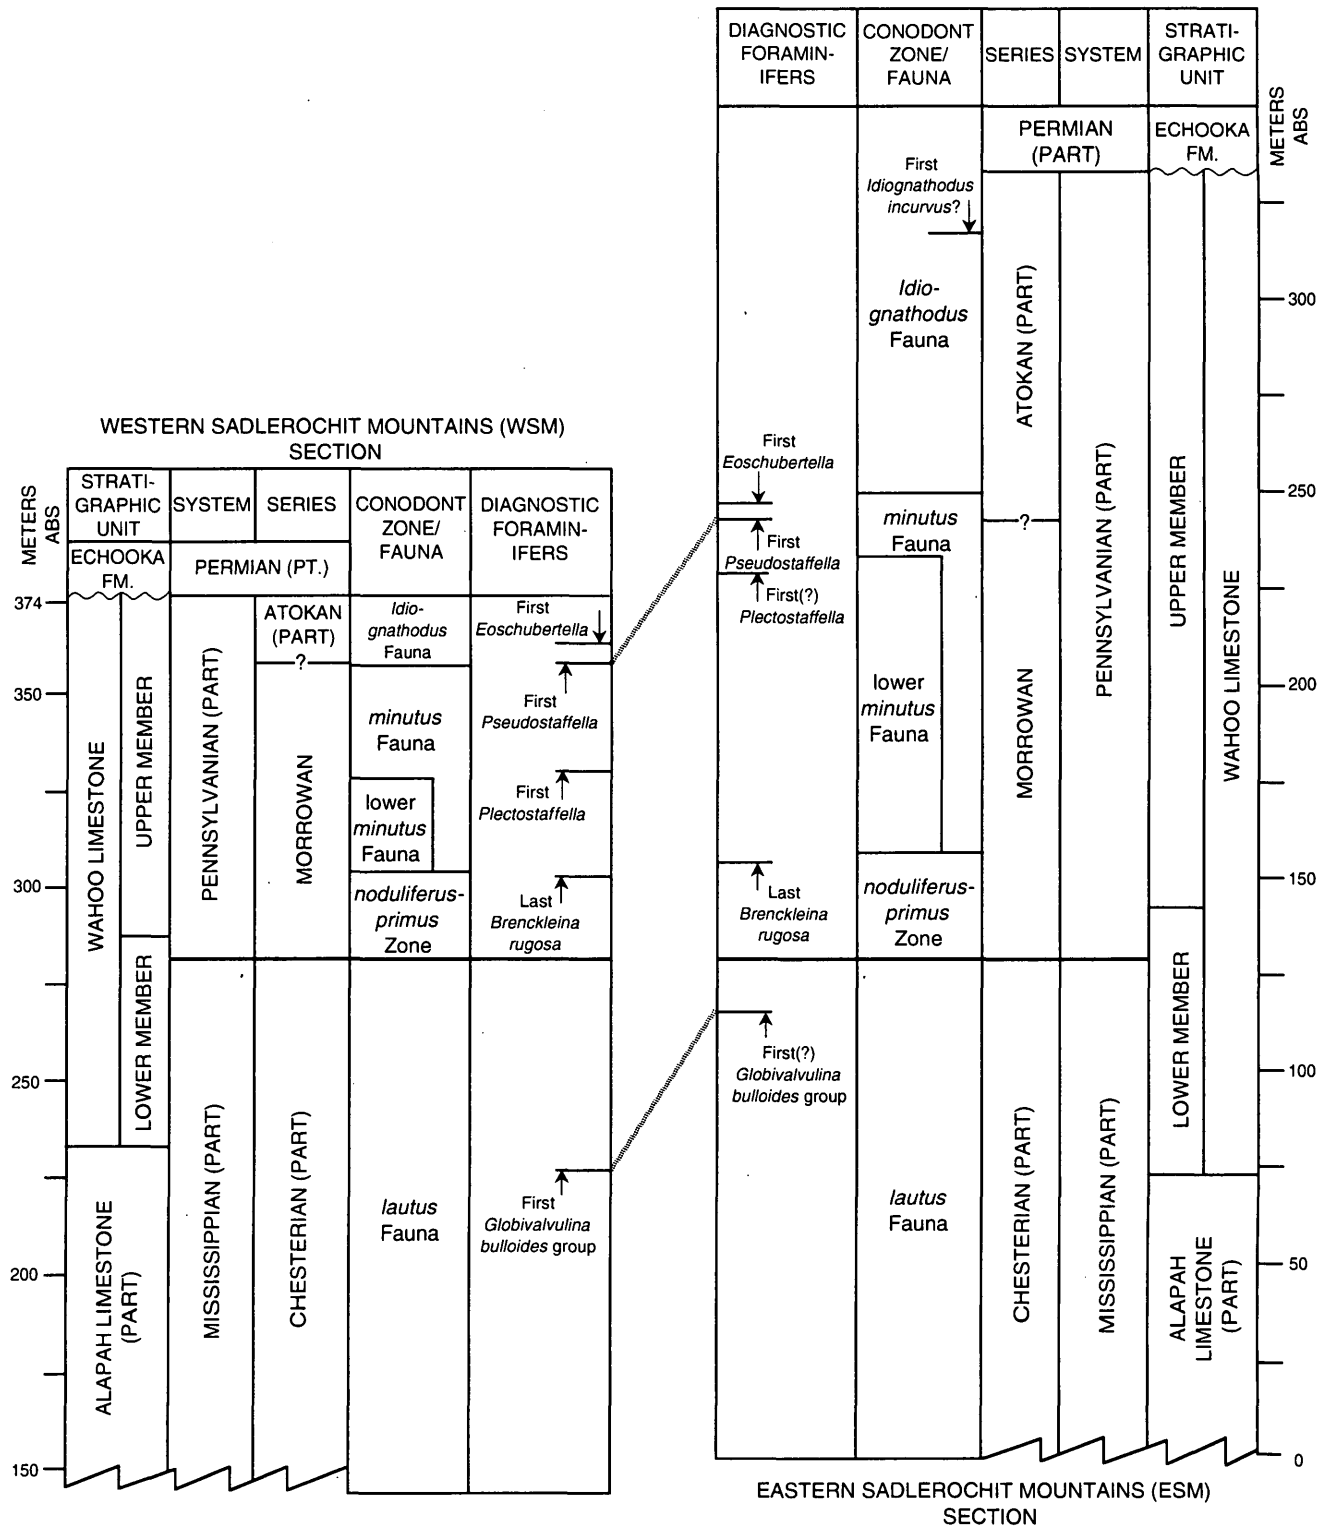 WESTERN SADLEROCHIT MOUNTAINS (WSM)
SECTION
METERS
ABS
STRATI-
GRAPHIC
UNIT
SYSTEM
SERIES
CONODONT
ZONE/
FAUNA
DIAGNOSTIC
FORAMIN-
IFERS
ECHOOKA
FM.
PERMIAN (PT.)
374
350
300
250
200
150
WAHOO LIMESTONE
UPPER MEMBER
LOWER MEMBER
ALAPAH LIMESTONE
(PART)
PENNSYLVANIAN (PART)
MISSISSIPPIAN (PART)
ATOKAN
(PART)
?
MORROWAN
CHESTERIAN (PART)
Idio-
gnathodus
Fauna
minutus
Fauna
lower
minutus
Fauna
noduliferus-
primus
Zone
lautus
Fauna
First
Eoschubertella
First
Pseudostaffella
First
Plectostaffella
Last
Brenckleina
rugosa
First
Globivalvulina
bulloides group
DIAGNOSTIC
FORAMIN-
IFERS
CONODONT
ZONE/
FAUNA
SERIES
SYSTEM
STRATI-
GRAPHIC
UNIT
METERS
ABS
PERMIAN
(PART)
ECHOOKA
FM.
First
Eoschubertella
First
Pseudostaffella
First(?)
Plectostaffella
Last
Brenckleina
rugosa
First(?)
Globivalvulina
bulloides group
First
Idiognathodus
incurvus?
Idio-
gnathodus
Fauna
minutus
Fauna
lower
minutus
Fauna
noduliferus-
primus
Zone
lautus
Fauna
ATOKAN (PART)
?
MORROWAN
CHESTERIAN (PART)
PENNSYLVANIAN (PART)
MISSISSIPPIAN (PART)
UPPER MEMBER
LOWER MEMBER
WAHOO LIMESTONE
ALAPAH
LIMESTONE
(PART)
300
250
200
150
100
50
0
EASTERN SADLEROCHIT MOUNTAINS (ESM)
SECTION